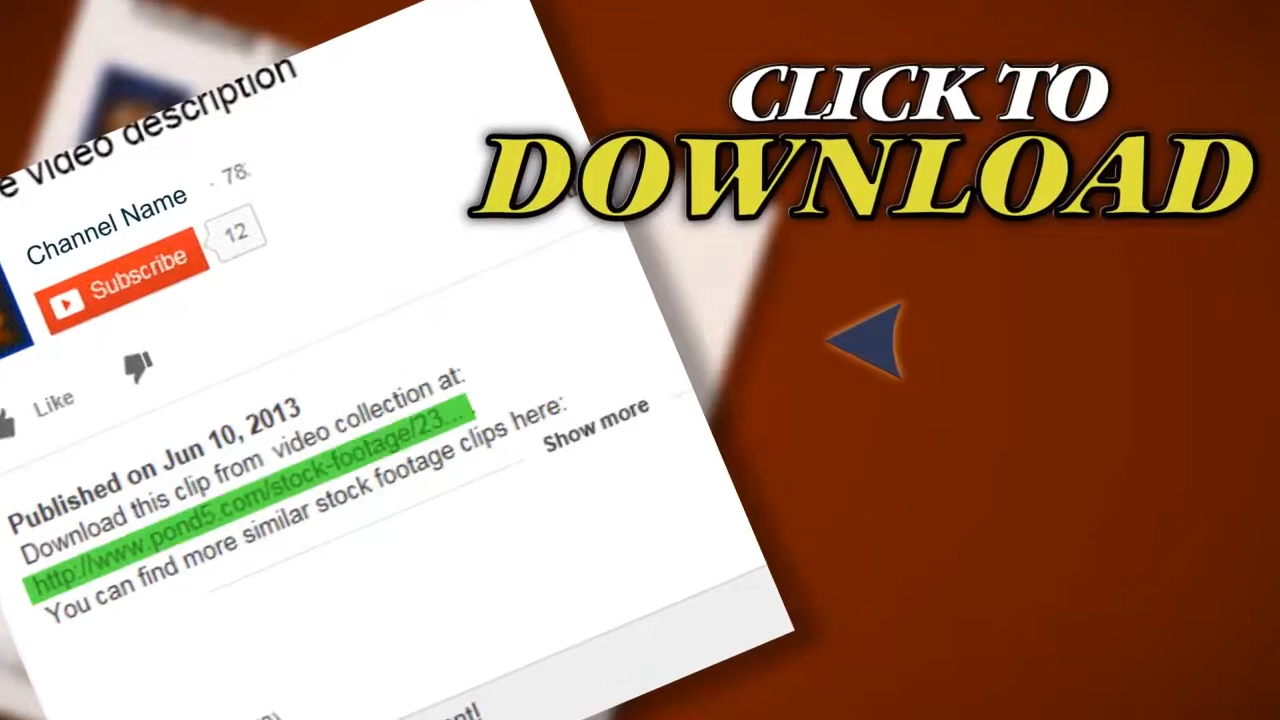 CLICK TO
DOWNLOAD
video description
Channel Name
78
Subscribe
12
Like
Published on Jun 10, 2013
Download this clip from video collection at:
http://www.pond5.com/stock-footage/23...
You can find more similar stock footage clips here:
Show more